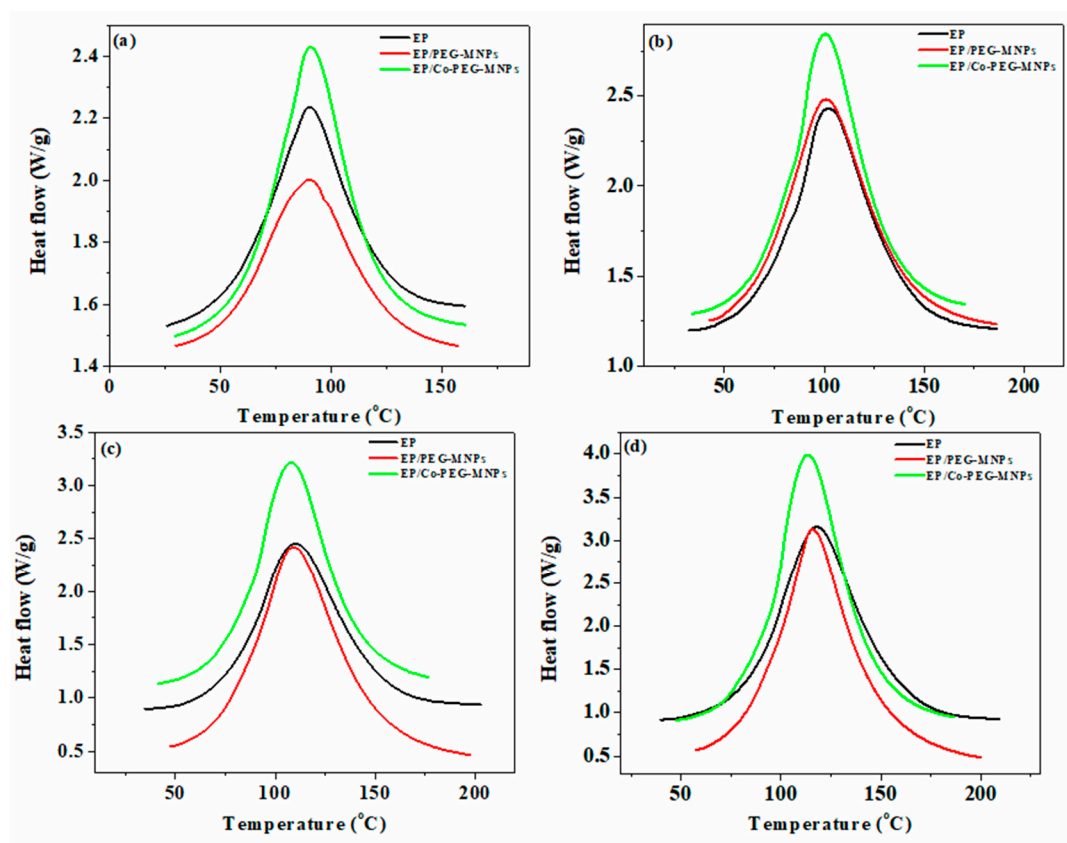 (a)
EP
EP/PEG-MNPs
EP/Co-PEG-MNPs
2.4
2.2
2.0
1.8
1.6
1.4
Heat flow (W/g)
0 50 100 150
Temperature (°C)
(b)
EP
EP/PEG-MNPs
EP/Co-PEG-MNPs
2.5
2.0
1.5
1.0
Heat flow (W/g)
50 100 150 200
Temperature (°C)
(c)
EP
EP/PEG-MNPs
EP/Co-PEG-MNPs
3.5
3.0
2.5
2.0
1.5
1.0
0.5
Heat flow (W/g)
50 100 150 200
Temperature (°C)
(d)
EP
EP/PEG-MNPs
EP/Co-PEG-MNPs
4.0
3.5
3.0
2.5
2.0
1.5
1.0
0.5
Heat flow (W/g)
50 100 150 200
Temperature (°C)